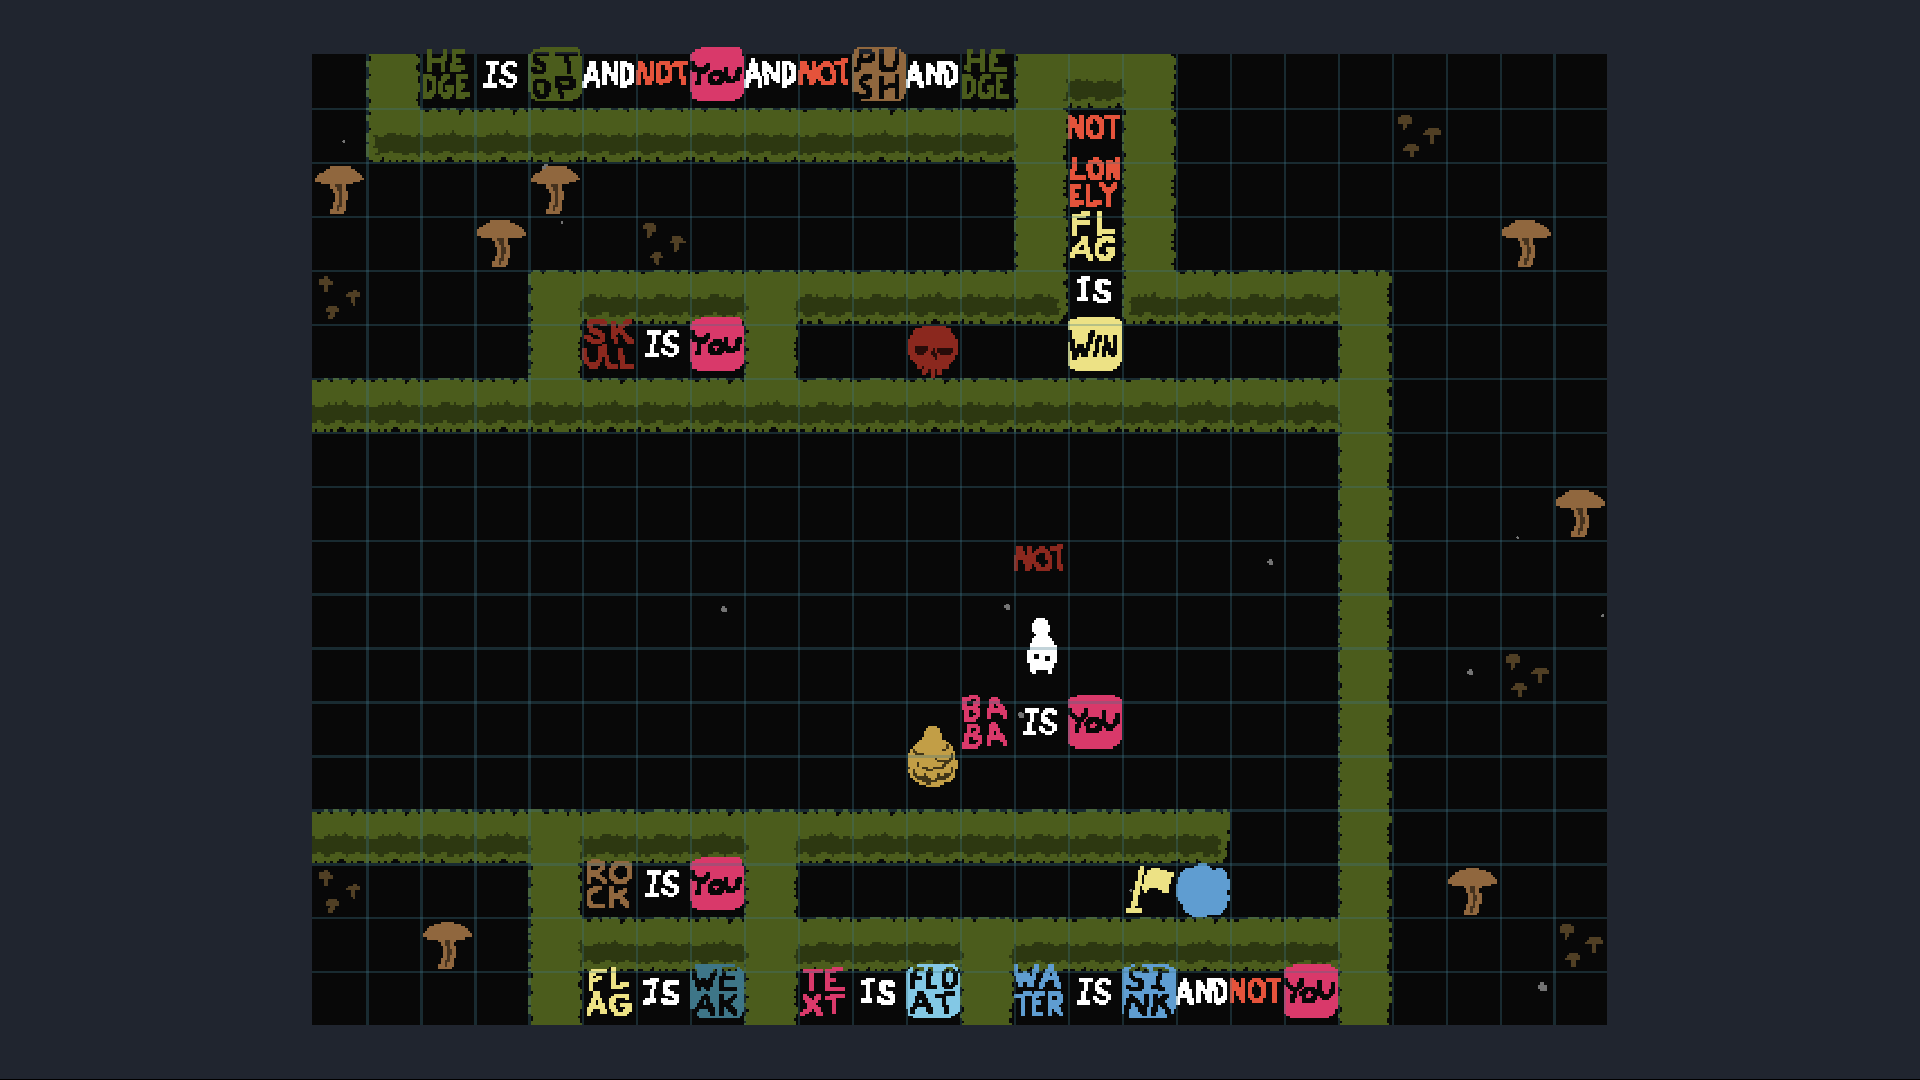 HEDGE IS STOP AND NOT YOU AND NOT PUSH AND HEDGE
NOT
LONELY
FLAG
IS
SKULL IS YOU
WIN
NOT
BABA IS YOU
ROCK IS YOU
FLAG IS WEAK
TEXT IS FLOAT
WATER IS SINK AND NOT YOU